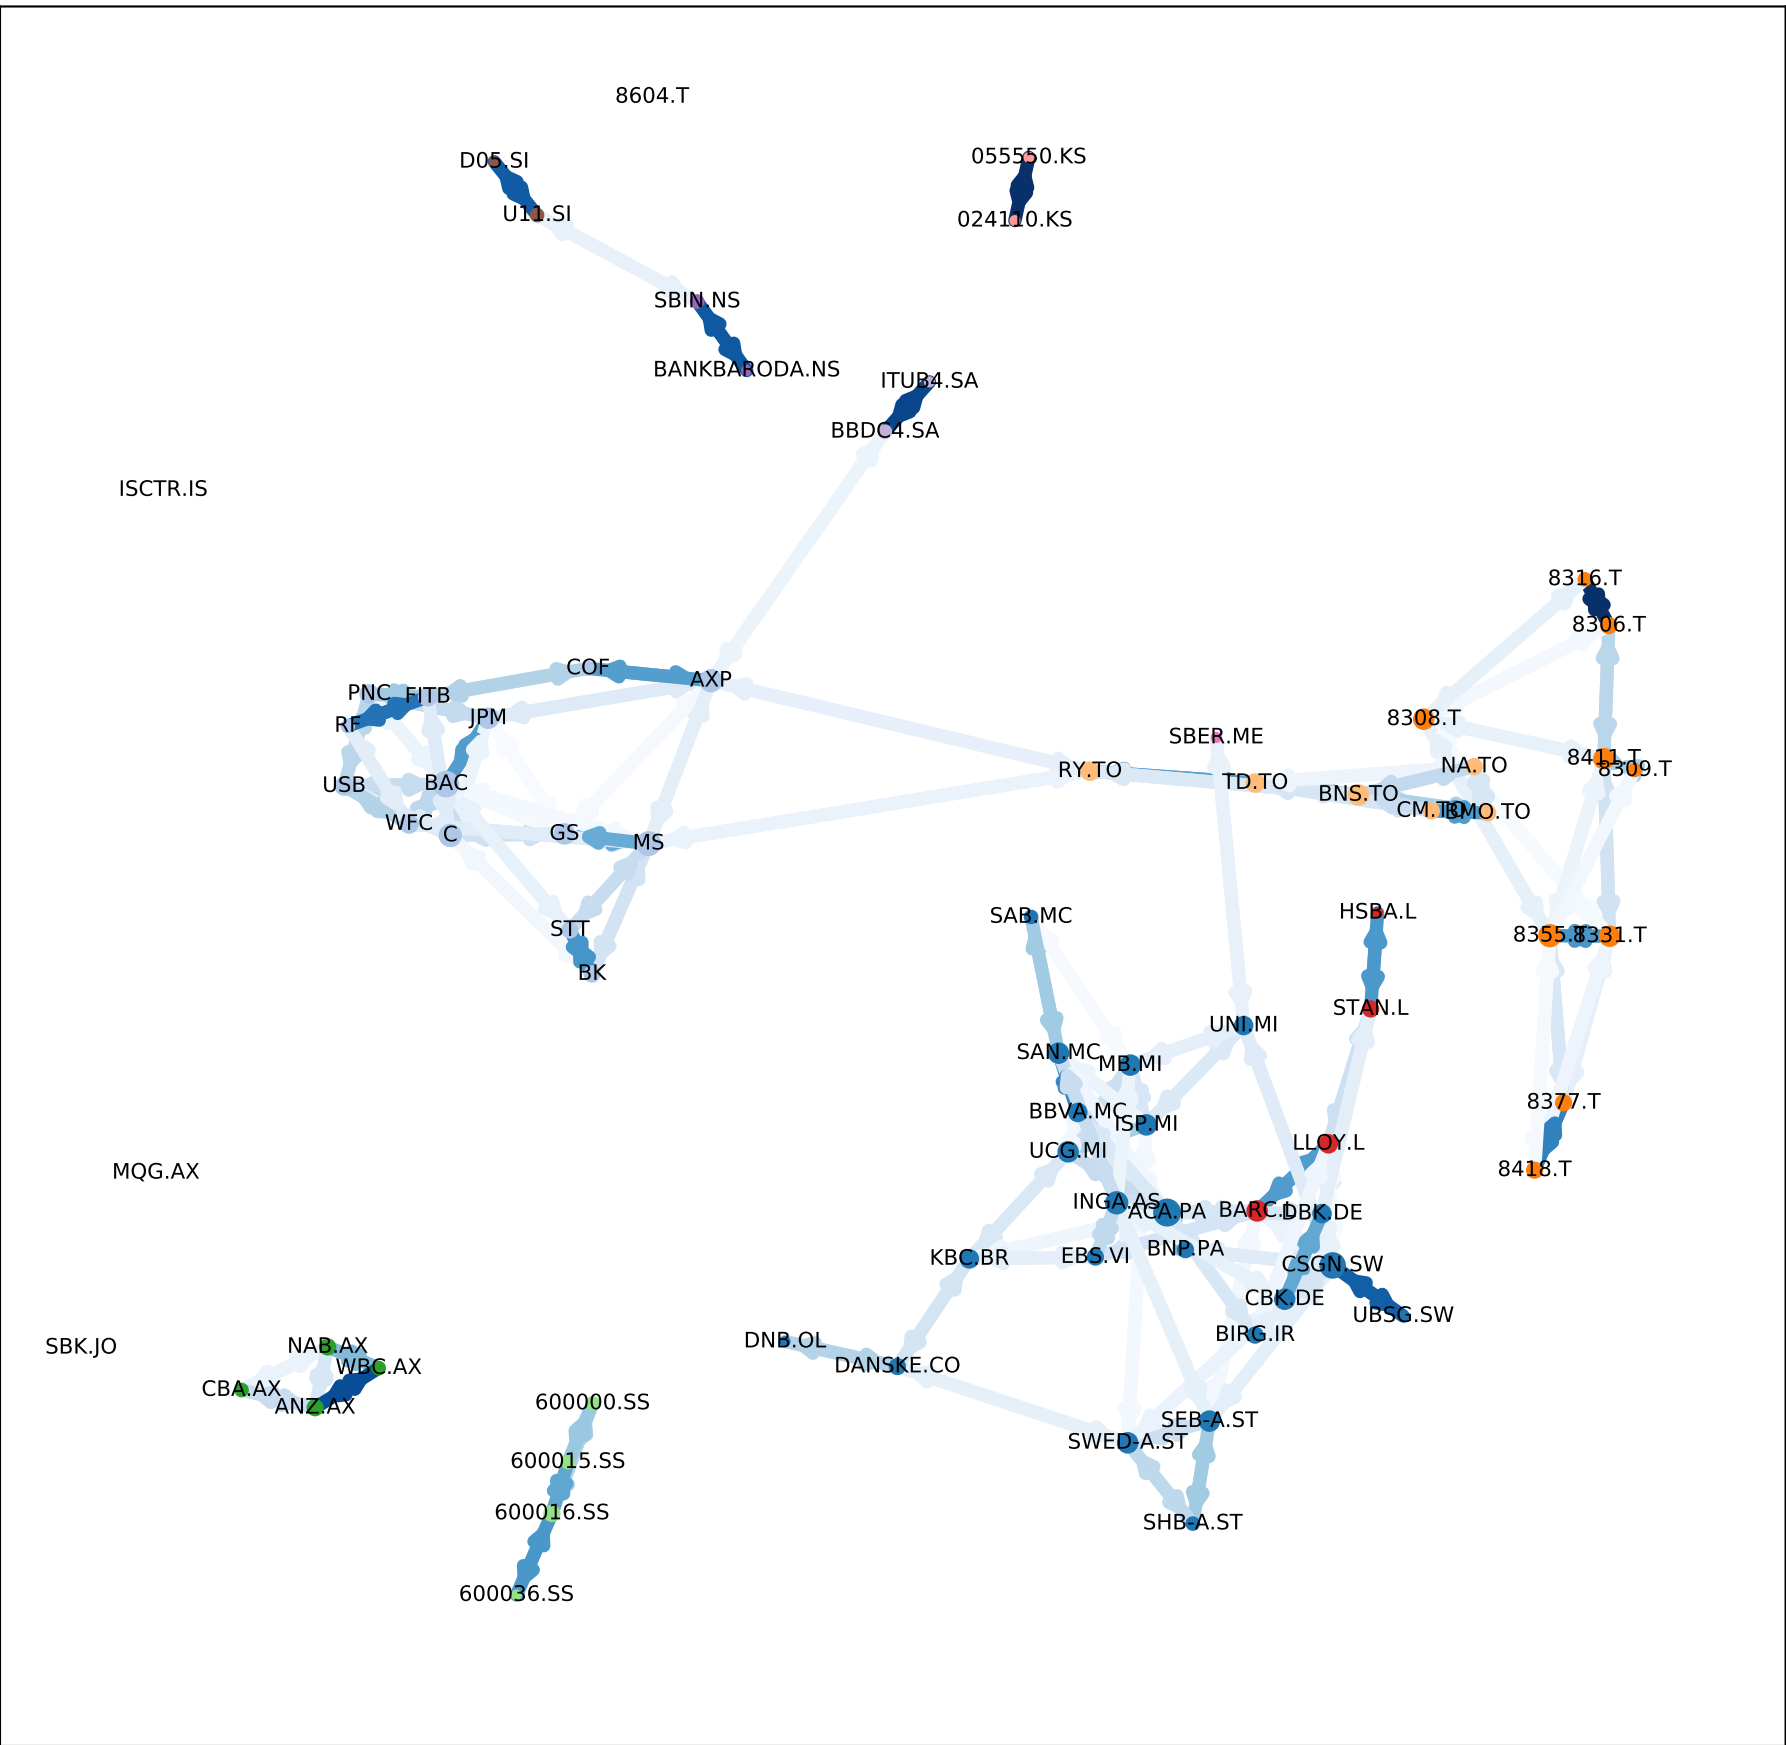 8604.T
D05.SI
055550.KS
U11.SI
024110.KS
SBIN.NS
BANKBARODA.NS
ITUB4.SA
BBDC4.SA
ISCTR.IS
8316.T
8306.T
COF
AXP
PNC
FITB
JPM
RF
8308.T
SBER.ME
8411.T
8309.T
NA.TO
RY.TO
TD.TO
BNS.TO
CM.TO
BMO.TO
USB
BAC
WFC
C
GS
MS
STT
BK
SAB.MC
HSBA.L
8355.T
8331.T
STAN.L
UNI.MI
SAN.MC
MB.MI
BBVA.MC
ISP.MI
8377.T
UCG.MI
LLOY.L
8418.T
MQG.AX
INGA.AS
ACA.PA
BARC.L
DBK.DE
KBC.BR
EBS.VI
BNP.PA
CSGN.SW
CBK.DE
UBSG.SW
BIRG.IR
DNB.OL
DANSKE.CO
SBK.JO
NAB.AX
WBC.AX
CBA.AX
ANZ.AX
600000.SS
SEB-A.ST
SWED-A.ST
600015.SS
600016.SS
SHB-A.ST
600036.SS